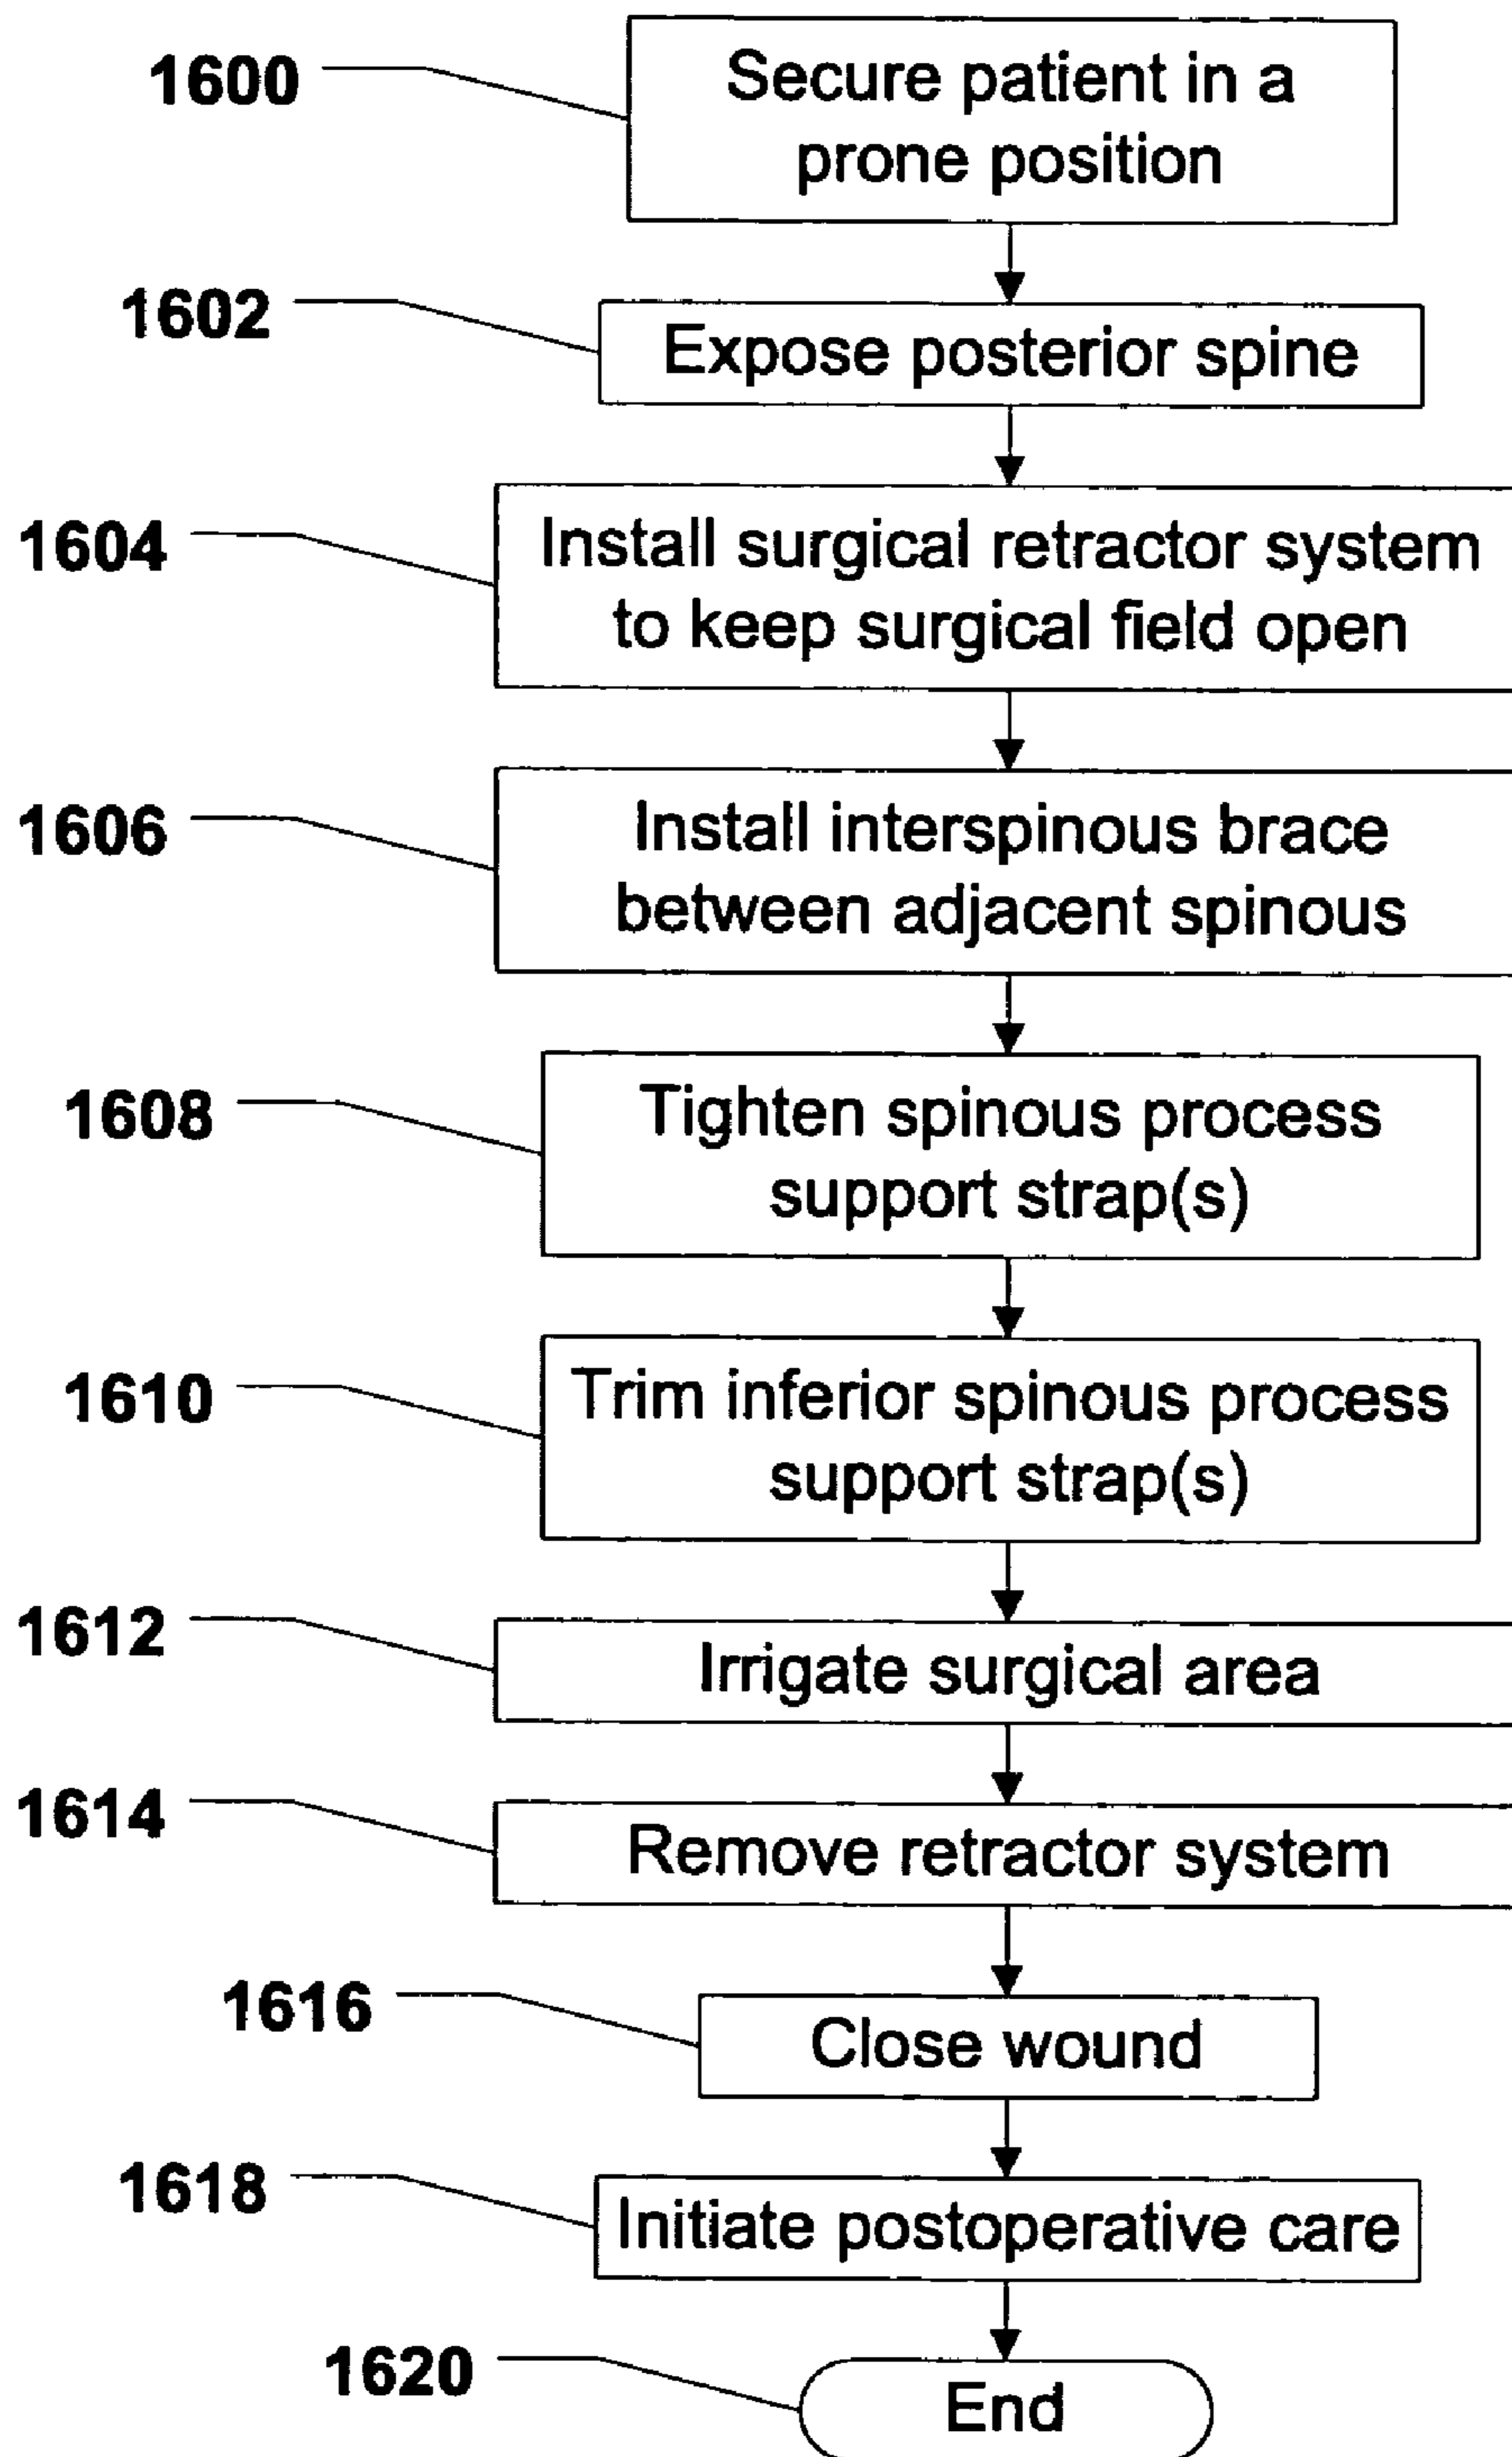 1600
Secure patient in a
prone position
1602
Expose posterior spine
1604
Install surgical retractor system
to keep surgical field open
1606
Install interspinous brace
between adjacent spinous
1608
Tighten spinous process
support strap(s)
1610
Trim inferior spinous process
support strap(s)
1612
Irrigate surgical area
1614
Remove retractor system
1616
Close wound
1618
Initiate postoperative care
1620
End